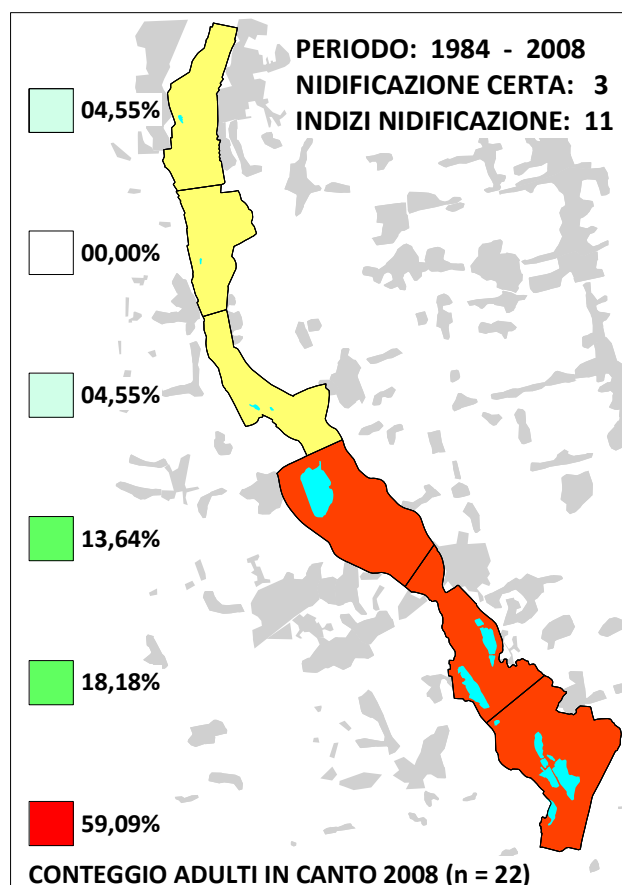 PERIODO: 1984 - 2008
NIDIFICAZIONE CERTA: 3
INDIZI NIDIFICAZIONE: 11
04,55%
00,00%
04,55%
13,64%
18,18%
59,09%
CONTEGGIO ADULTI IN CANTO 2008 (n = 22)